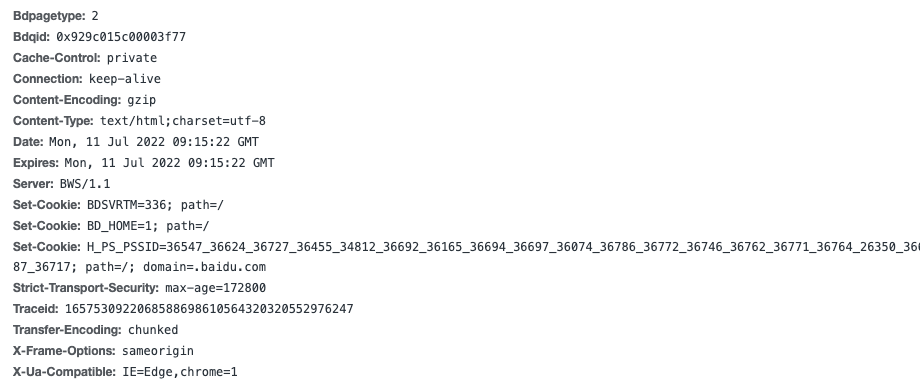 Bdpagetype: 2
Bdqid: 0x929c015c00003f77
Cache-Control: private
Connection: keep-alive
Content-Encoding: gzip
Content-Type: text/html;charset=utf-8
Date: Mon, 11 Jul 2022 09:15:22 GMT
Expires: Mon, 11 Jul 2022 09:15:22 GMT
Server: BWS/1.1
Set-Cookie: BDSVRTM=336; path=/
Set-Cookie: BD_HOME=1; path=/
Set-Cookie: H_PS_PSSID=36547_36624_36727_36455_34812_36692_36165_36694_36697_36074_36786_36772_36746_36762_36771_36764_26350_36
87_36717; path=/; domain=.baidu.com
Strict-Transport-Security: max-age=172800
Traceid: 1657530922068588698610564320320552976247
Transfer-Encoding: chunked
X-Frame-Options: sameorigin
X-Ua-Compatible: IE=Edge,chrome=1